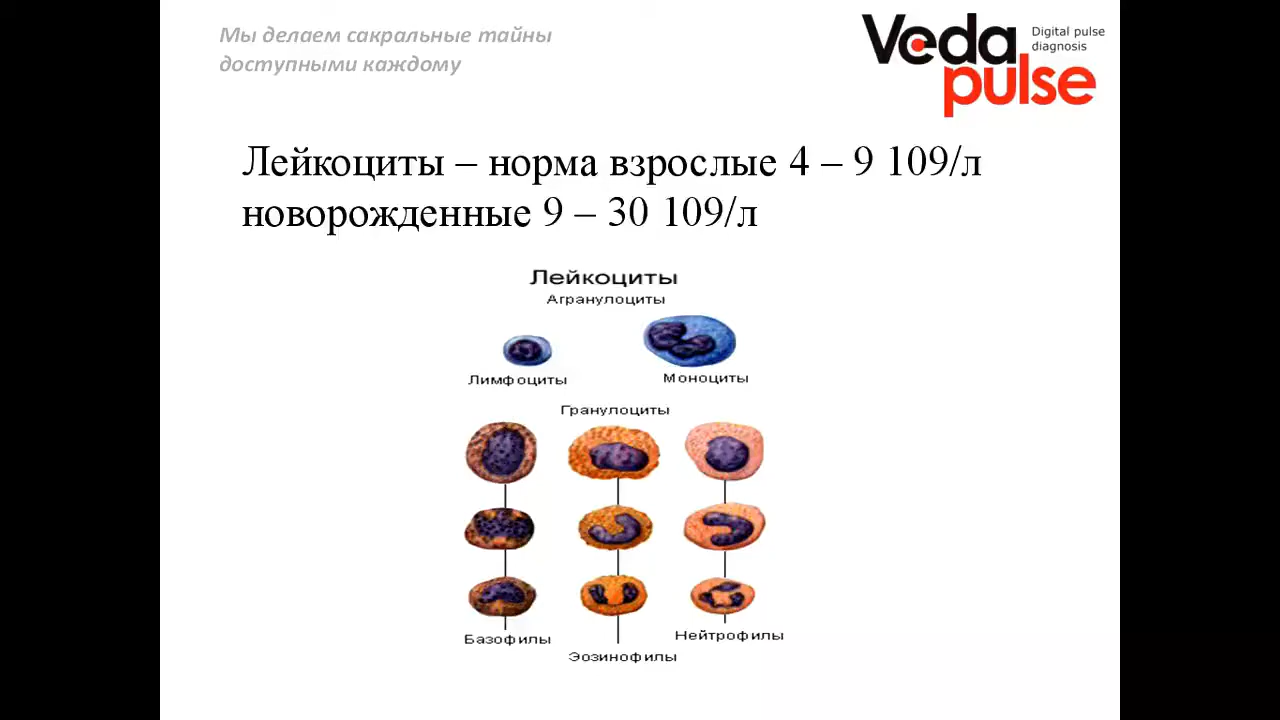 Мы делаем сакральные тайны
доступными каждому
Veda
pulse
Digital pulse
diagnosis
Лейкоциты – норма взрослые 4 – 9 109/л
новорожденные 9 – 30 109/л
Лейкоциты
Агранулоциты
Лимфоциты
Моноциты
Гранулоциты
Базофилы
Эозинофилы
Нейтрофилы